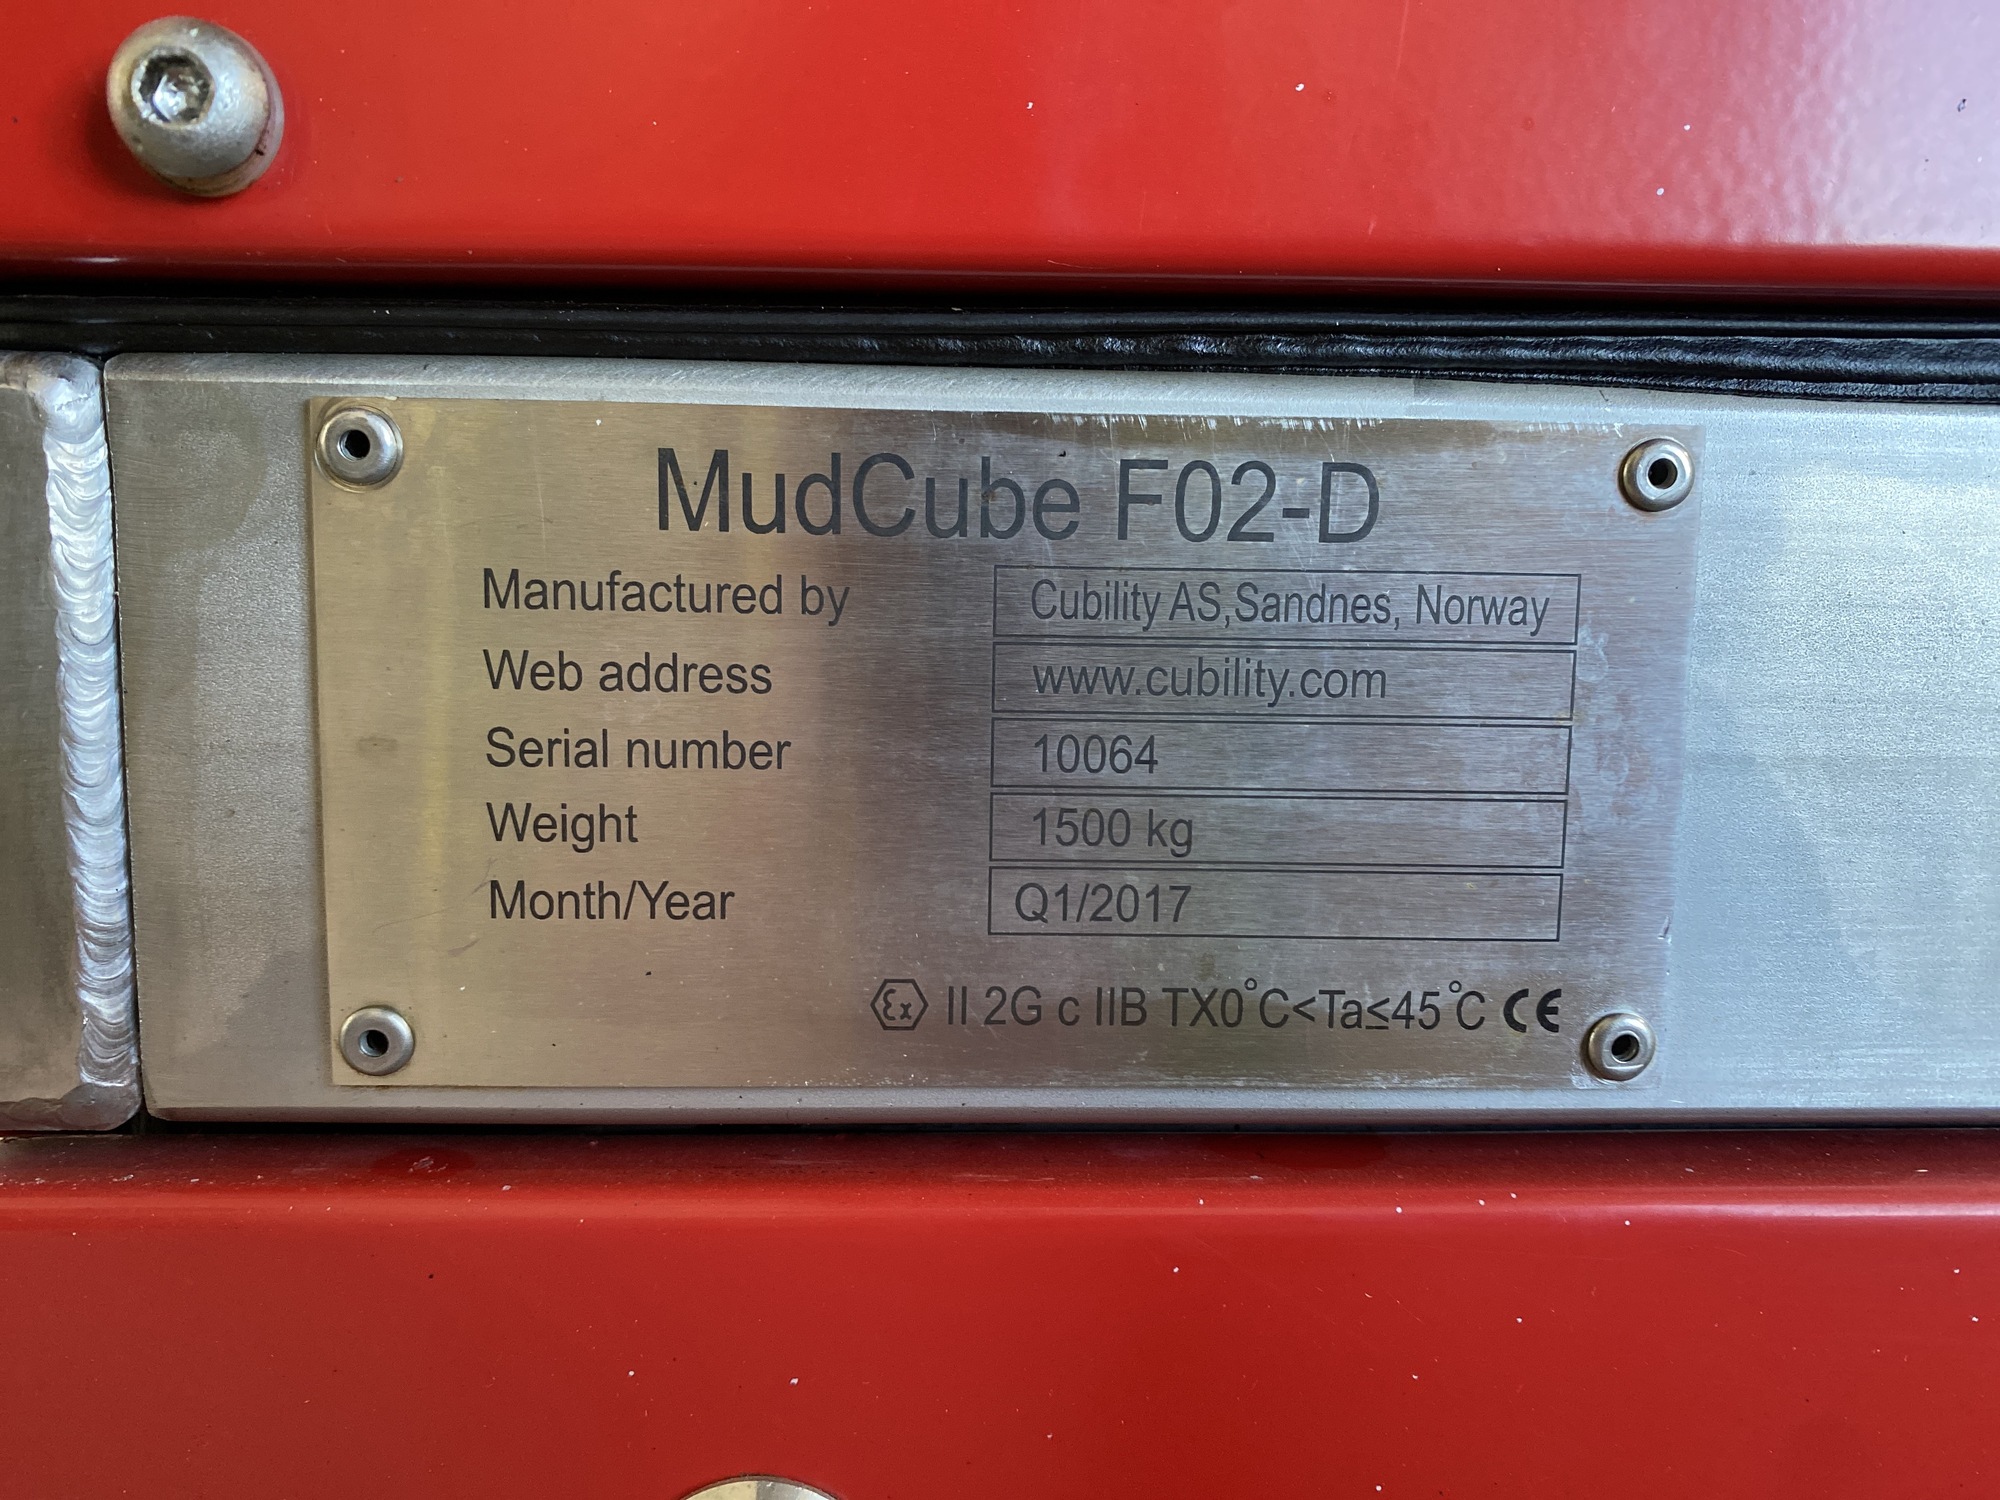 MudCube F02-D
Manufactured by Cubility AS,Sandnes, Norway
Web address www.cubility.com
Serial number 10064
Weight 1500 kg
Month/Year Q1/2017
Ex II 2G c IIB TX0°C<Ta≤45°C CE